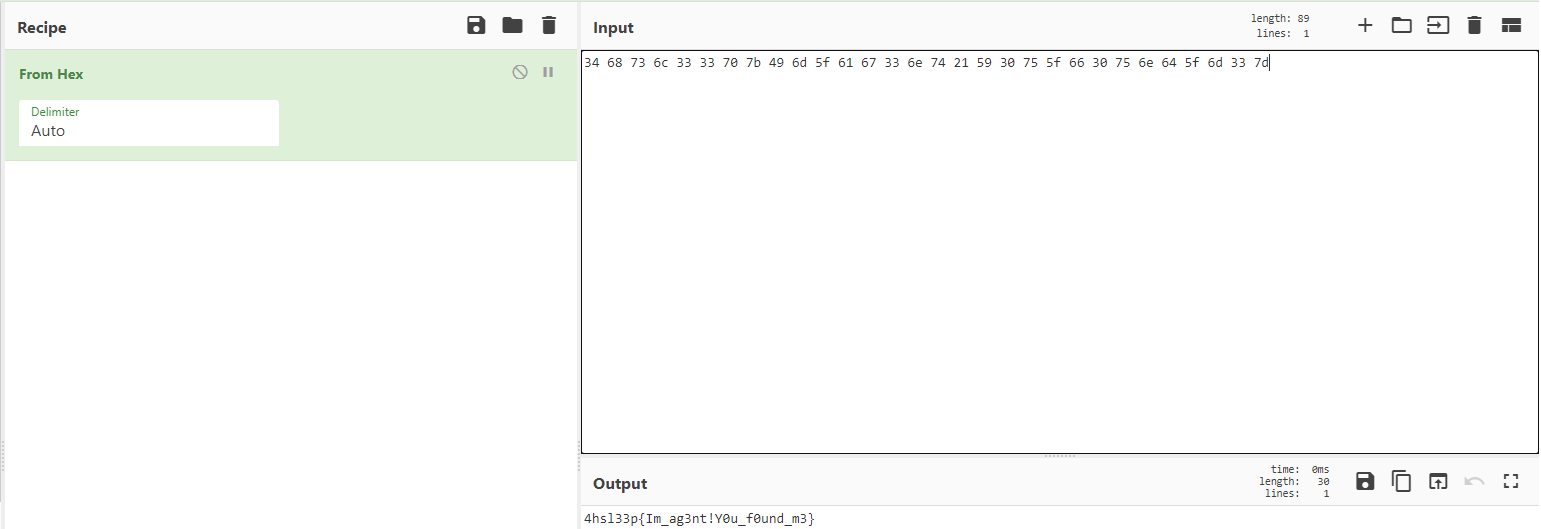 Recipe
From Hex
Delimiter
Auto
Input
length: 89
lines: 1
34 68 73 6c 33 33 70 7b 49 6d 5f 61 67 33 6e 74 21 59 30 75 5f 66 30 75 6e 64 5f 6d 33 7d
Output
time: 0ms
length: 30
lines: 1
4hsl33p{Im_ag3nt!Y0u_f0und_m3}